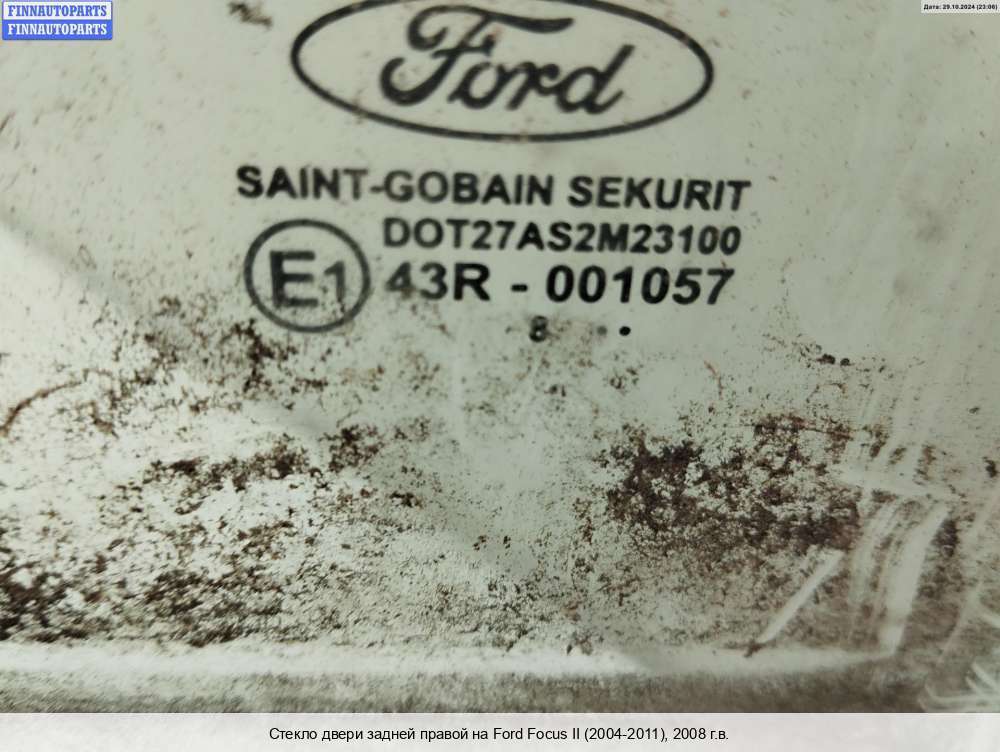 FINNAUTOPARTS
FINNAUTOPARTS
Дата: 29.10.2024 (23:06)
Ford
SAINT-GOBAIN SEKURIT
DOT27AS2M23100
E1 43R - 001057
8 • •
Стекло двери задней правой на Ford Focus II (2004-2011), 2008 г.в.